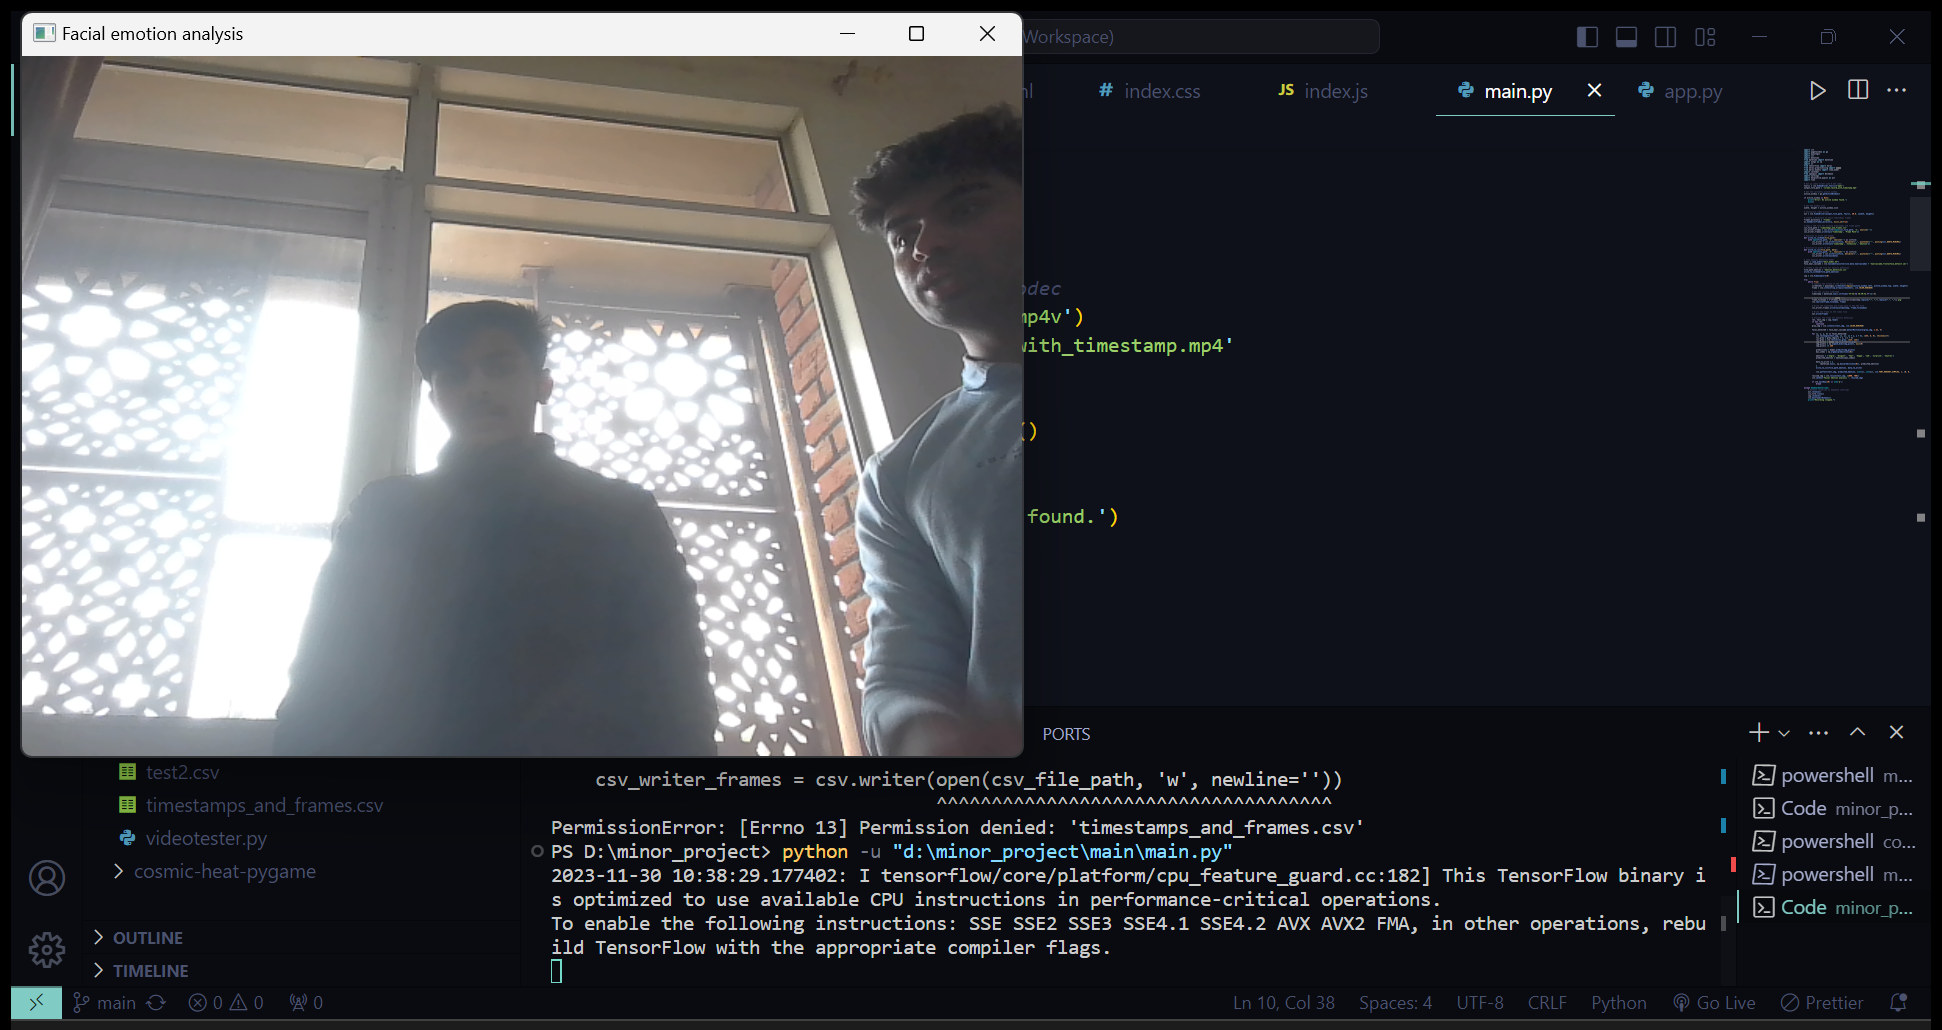 Facial emotion analysis
Workspace)
index.css
JS index.js
main.py
app.py
odec
mp4v')
with_timestamp.mp4'
()
found.')
PORTS
test2.csv
timestamps_and_frames.csv
videotester.py
cosmic-heat-pygame
OUTLINE
TIMELINE
csv_writer_frames = csv.writer(open(csv_file_path, 'w', newline=''))
^^^^^^^^^^^^^^^^^^^^^^^^^^^^^^^^^^^^
PermissionError: [Errno 13] Permission denied: 'timestamps_and_frames.csv'
PS D:\minor_project> python -u "d:\minor_project\main\main.py"
2023-11-30 10:38:29.177402: I tensorflow/core/platform/cpu_feature_guard.cc:182] This TensorFlow binary i
s optimized to use available CPU instructions in performance-critical operations.
To enable the following instructions: SSE SSE2 SSE3 SSE4.1 SSE4.2 AVX AVX2 FMA, in other operations, rebu
ild TensorFlow with the appropriate compiler flags.
powershell m...
Code minor_p...
powershell co...
powershell m...
Code minor_p...
main
0 0
0
Ln 10, Col 38
Spaces: 4
UTF-8
CRLF
Python
Go Live
Prettier